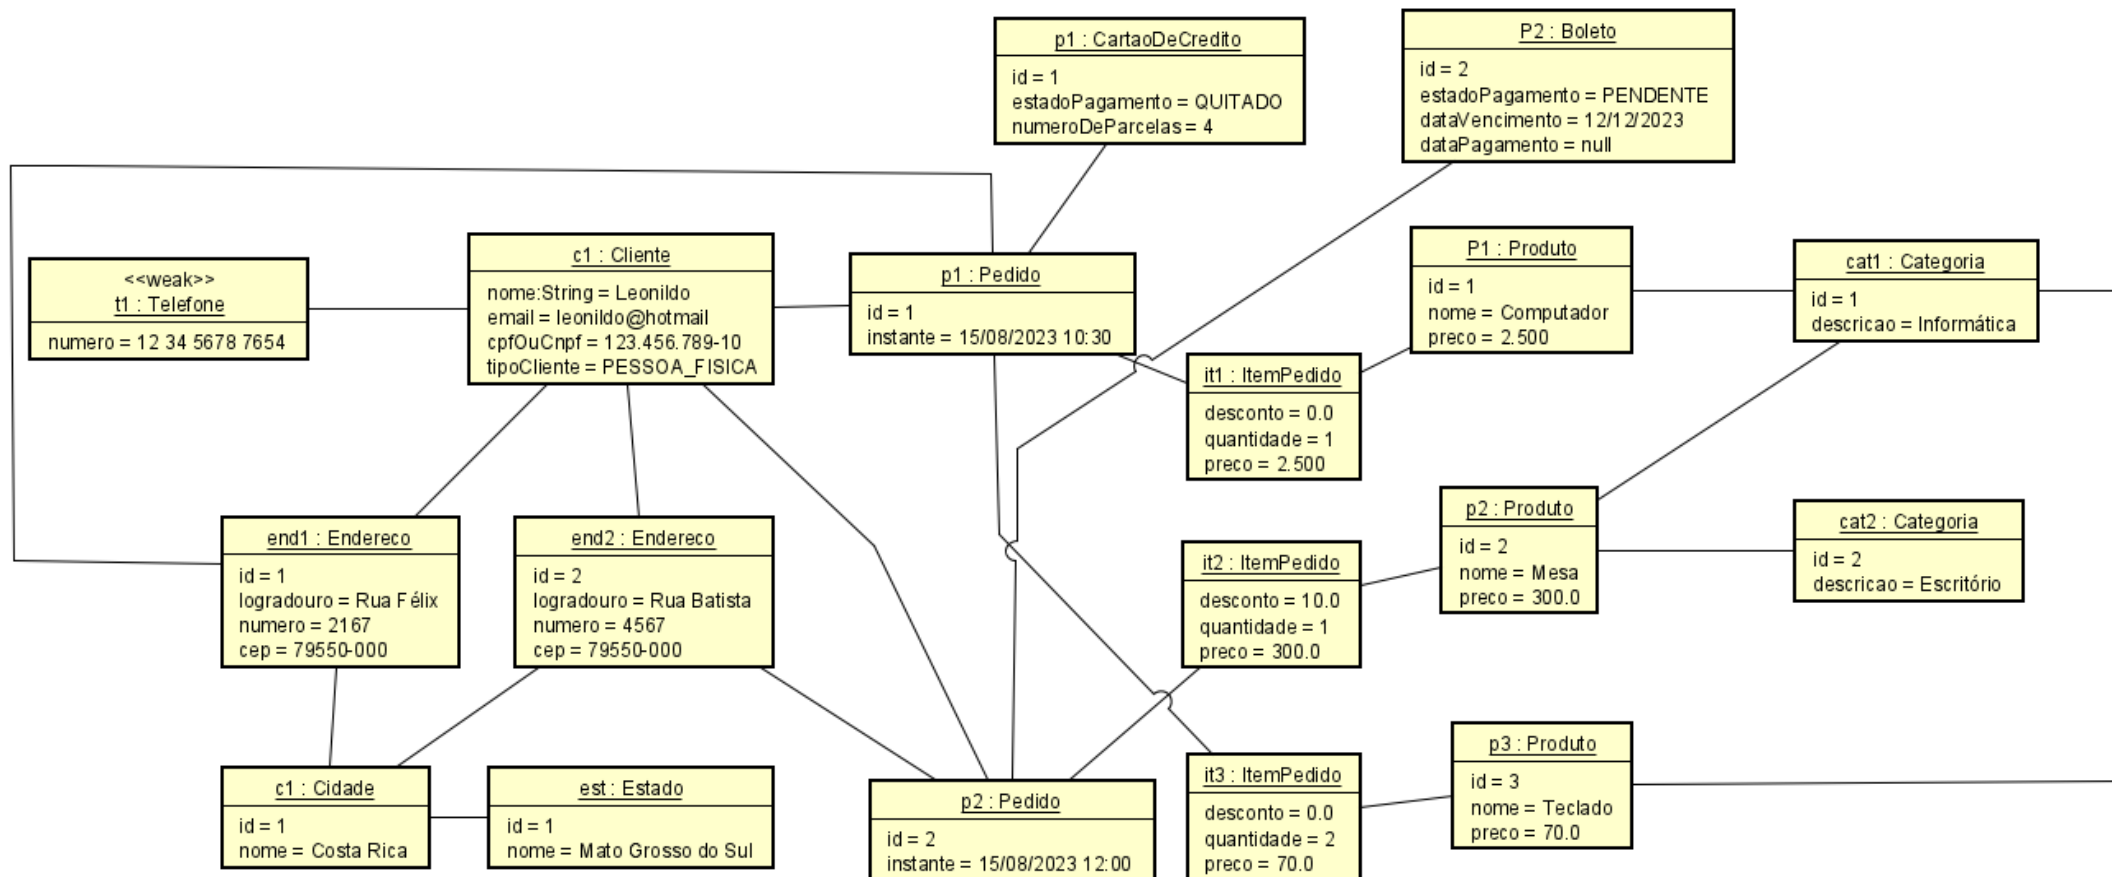 p1 : CartaoDeCredito
id = 1
estadoPagamento = QUITADO
numeroDeParcelas = 4
P2 : Boleto
id = 2
estadoPagamento = PENDENTE
dataVencimento = 12/12/2023
dataPagamento = null
<<weak>>
t1 : Telefone
numero = 12 34 5678 7654
c1 : Cliente
nome:String = Leonildo
email = leonildo@hotmail
cpfOuCnpf = 123.456.789-10
tipoCliente = PESSOA_FISICA
p1 : Pedido
id = 1
instante = 15/08/2023 10:30
P1 : Produto
id = 1
nome = Computador
preco = 2.500
cat1 : Categoria
id = 1
descricao = Informática
it1 : ItemPedido
desconto = 0.0
quantidade = 1
preco = 2.500
end1 : Endereco
id = 1
logradouro = Rua Félix
numero = 2167
cep = 79550-000
end2 : Endereco
id = 2
logradouro = Rua Batista
numero = 4567
cep = 79550-000
it2 : ItemPedido
desconto = 10.0
quantidade = 1
preco = 300.0
p2 : Produto
id = 2
nome = Mesa
preco = 300.0
cat2 : Categoria
id = 2
descricao = Escritório
c1 : Cidade
id = 1
nome = Costa Rica
est : Estado
id = 1
nome = Mato Grosso do Sul
p2 : Pedido
id = 2
instante = 15/08/2023 12:00
it3 : ItemPedido
desconto = 0.0
quantidade = 2
preco = 70.0
p3 : Produto
id = 3
nome = Teclado
preco = 70.0